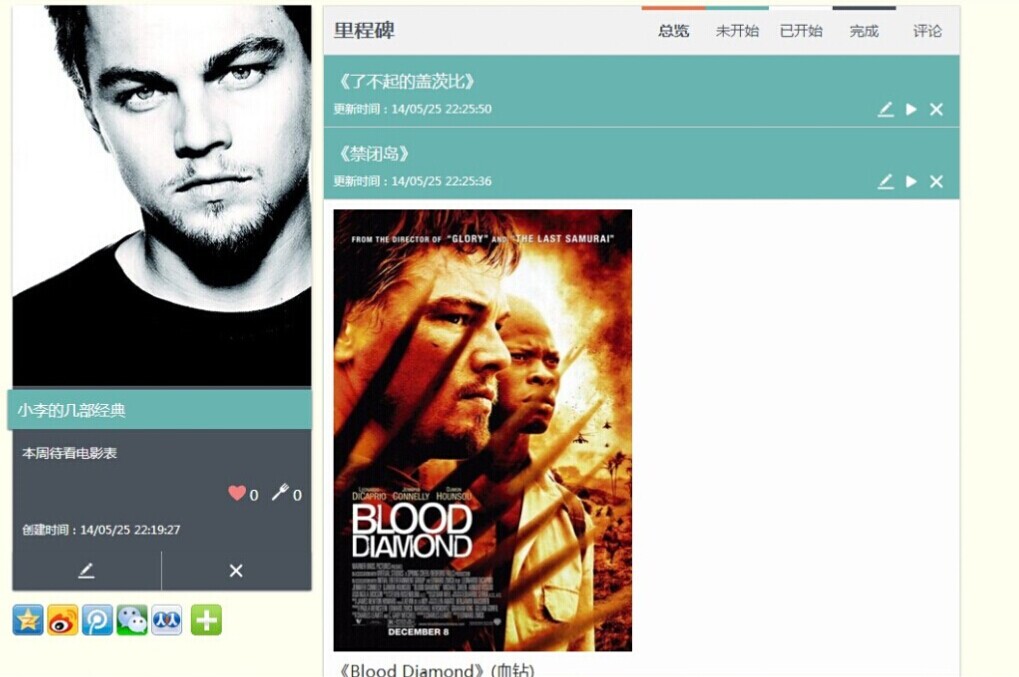 里程碑
总览
未开始
已开始
完成
评论
《了不起的盖茨比》
更新时间：14/05/25 22:25:50
《禁闭岛》
更新时间：14/05/25 22:25:36
FROM THE DIRECTOR OF "GLORY" AND "THE LAST SAMURAI"
LEONARDO JENNIFER DJIMON
DICAPRIO CONNELLY HOUNSOU
BLOOD
DIAMOND
DECEMBER 8
《Blood Diamond》(血钻)
小李的几部经典
本周待看电影表
0
0
创建时间：14/05/25 22:19:27